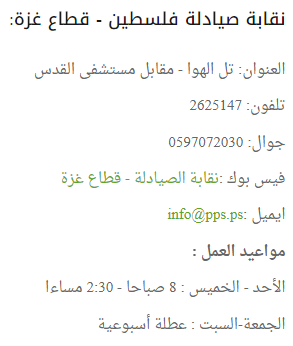 نقابة صيادلة فلسطين - قطاع غزة:
العنوان: تل الهوا - مقابل مستشفى القدس
تلفون: 2625147
جوال: 0597072030
فيس بوك :نقابة الصيادلة - قطاع غزة
ايميل :info@pps.ps
مواعيد العمل :
الأحد - الخميس : 8 صباحا - 2:30 مساءا
الجمعة-السبت : عطلة أسبوعية